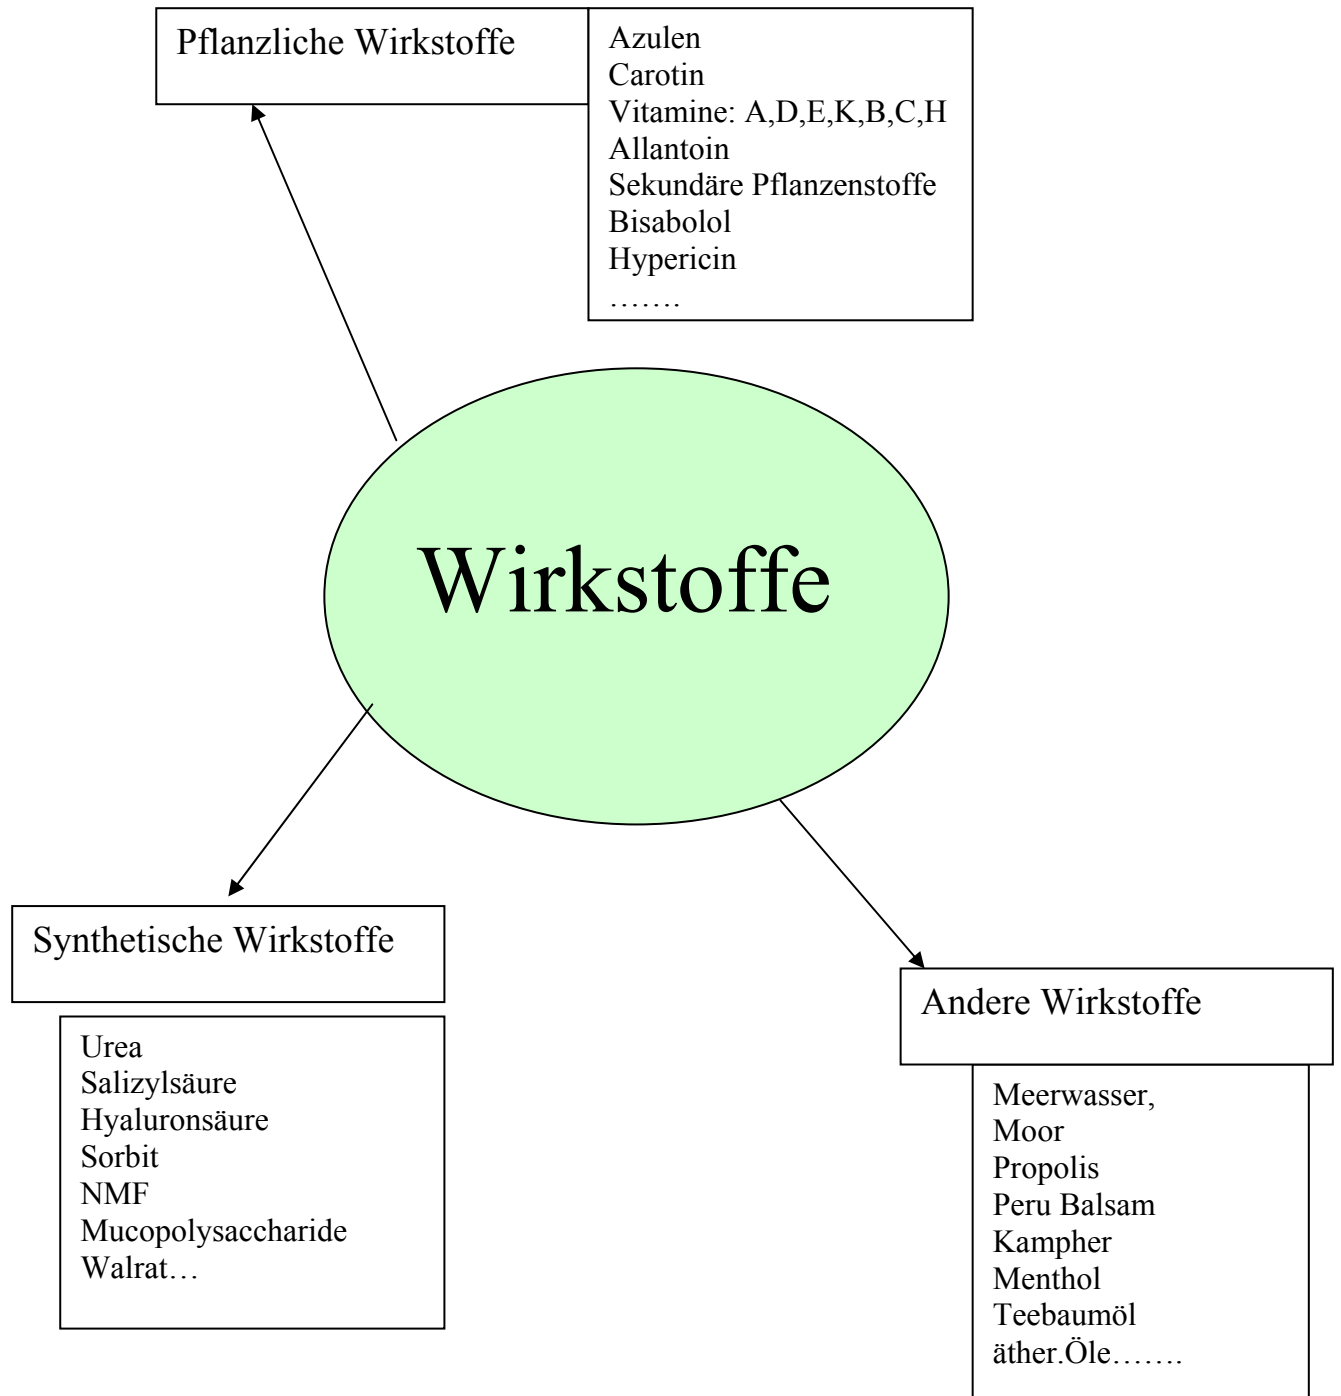 Pflanzliche Wirkstoffe
Azulen
Carotin
Vitamine: A,D,E,K,B,C,H
Allantoin
Sekundäre Pflanzenstoffe
Bisabolol
Hypericin
…….
Wirkstoffe
Synthetische Wirkstoffe
Urea
Salizylsäure
Hyaluronsäure
Sorbit
NMF
Mucopolysaccharide
Walrat…
Andere Wirkstoffe
Meerwasser,
Moor
Propolis
Peru Balsam
Kampher
Menthol
Teebaumöl
äther.Öle…….